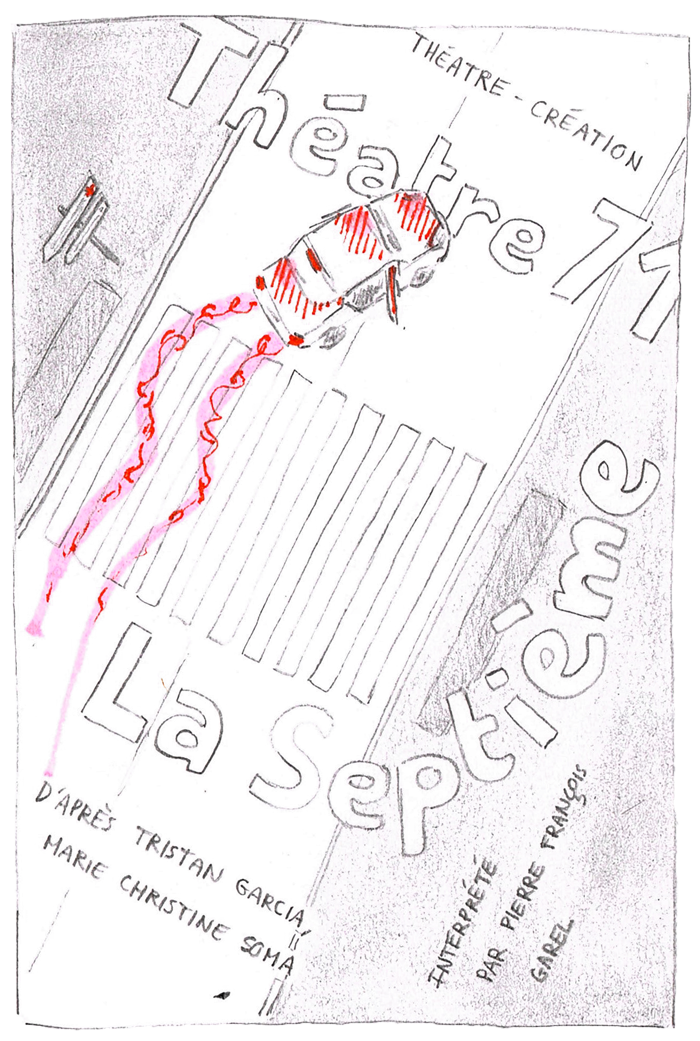 THÉATRE - CRÉATION
Théatre 71
La Septième
D'APRÈS TRISTAN GARCIA,
MARIE CHRISTINE SOMA
INTERPRÉTÉ
PAR PIERRE FRANÇOIS
GAREL